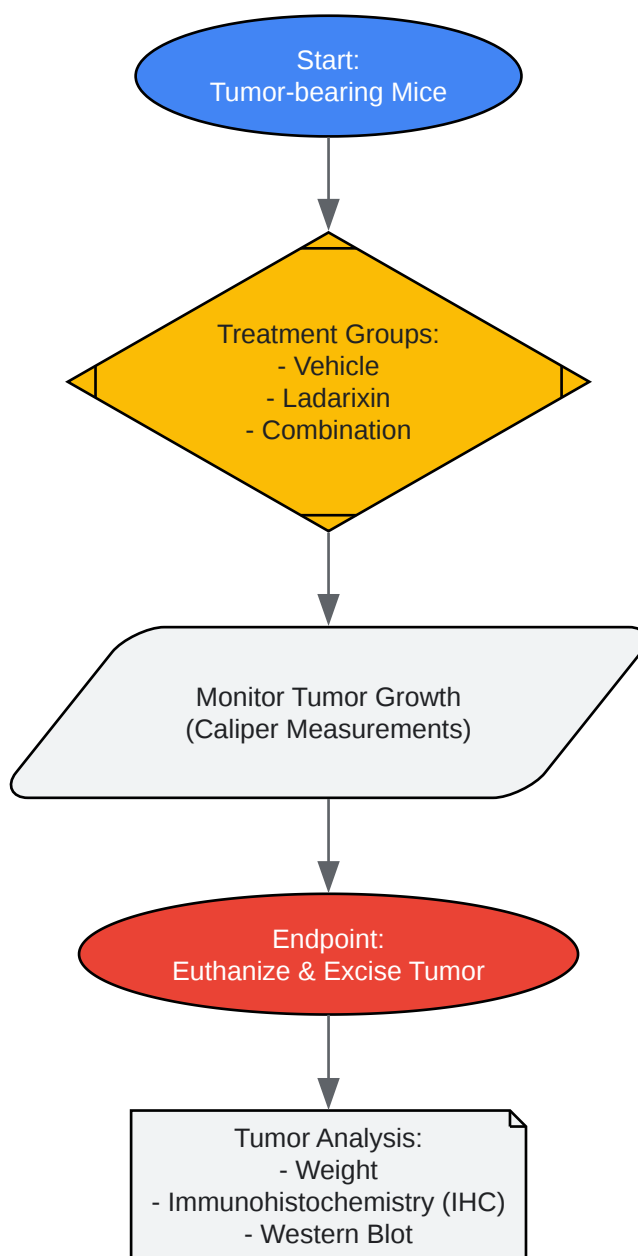 Start:
Tumor-bearing Mice
Treatment Groups:
- Vehicle
- Ladarixin
- Combination
Monitor Tumor Growth
(Caliper Measurements)
Endpoint:
Euthanize & Excise Tumor
Tumor Analysis:
- Weight
- Immunohistochemistry (IHC)
- Western Blot